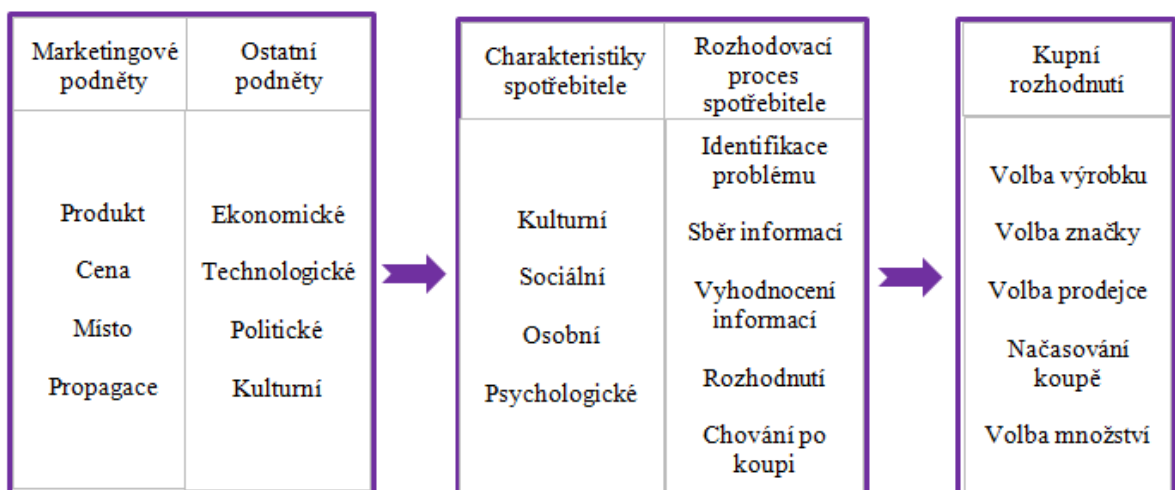 Marketingové
podněty
Ostatní
podněty
Produkt
Cena
Místo
Propagace
Ekonomické
Technologické
Politické
Kulturní
Charakteristiky
spotřebitele
Rozhodovací
proces
spotřebitele
Kulturní
Sociální
Osobní
Psychologické
Identifikace
problému
Sběr informací
Vyhodnocení
informací
Rozhodnutí
Chování po
koupi
Kupní
rozhodnutí
Volba výrobku
Volba značky
Volba prodejce
Načasování
koupě
Volba množství